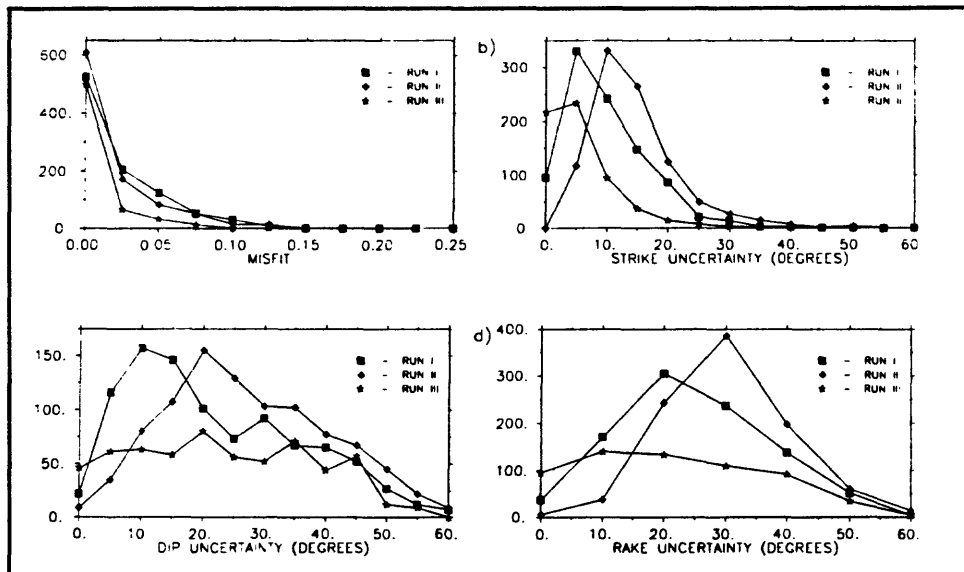 500.
400.
200.
0
0.00 0.05 0.10 0.15 0.20 0.25
MISFIT
RUN I
RUN II
RUN III
b)
300.
200.
100.
0
0. 10. 20. 30. 40. 50. 60
STRIKE UNCERTAINTY (DEGREES)
RUN I
RUN II
RUN II
150.
100.
50.
0.
0. 10. 20. 30. 40. 50. 60.
DIP UNCERTAINTY (DEGREES)
RUN I
RUN II
RUN III
d)
400.
300.
200.
100.
0.
0. 10. 20. 30. 40. 50. 60.
RAKE UNCERTAINTY (DEGREES)
RUN I
RUN II
RUN II